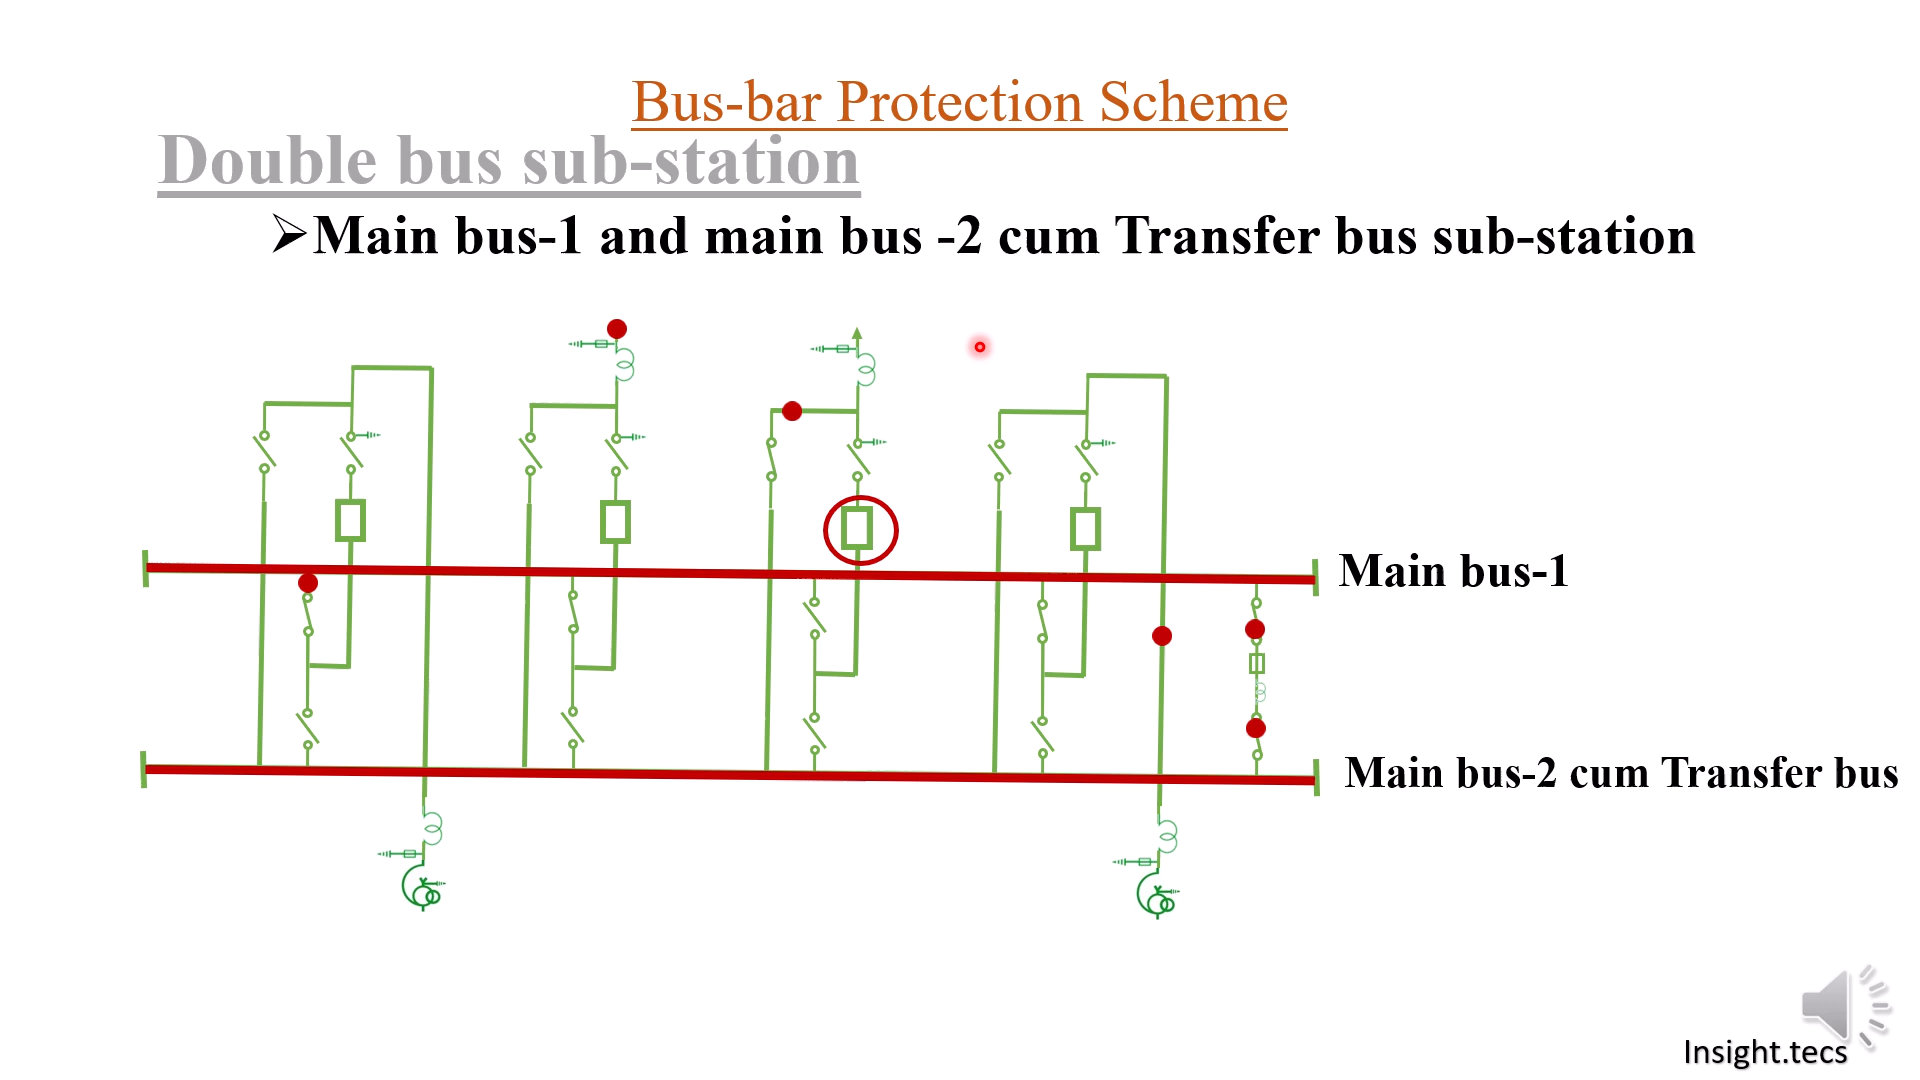 Bus-bar Protection Scheme
Double bus sub-station
➢Main bus-1 and main bus -2 cum Transfer bus sub-station
Main bus-1
Main bus-2 cum Transfer bus
Insight.tecs